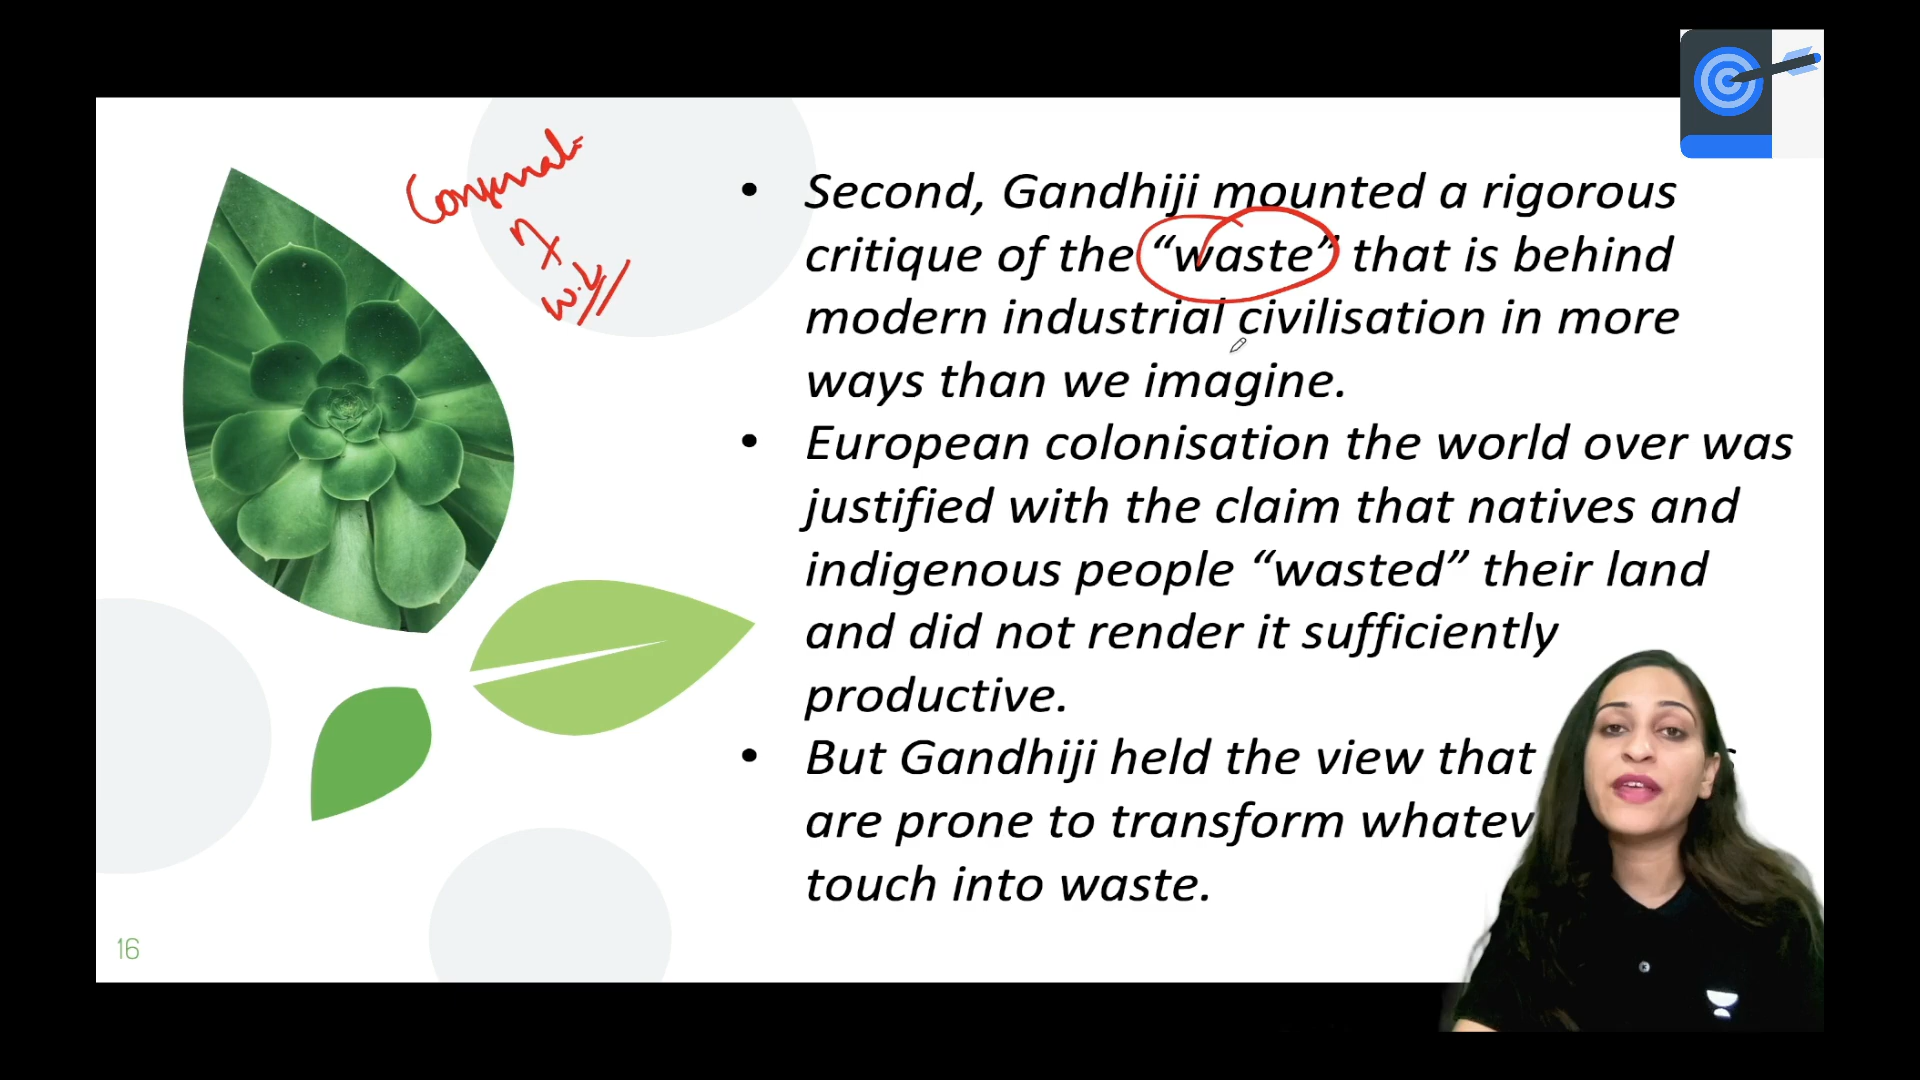 • Second, Gandhiji mounted a rigorous
critique of the “waste” that is behind
modern industrial civilisation in more
ways than we imagine.
• European colonisation the world over was
justified with the claim that natives and
indigenous people “wasted” their land
and did not render it sufficiently
productive.
• But Gandhiji held the view that
are prone to transform
touch into waste.
16